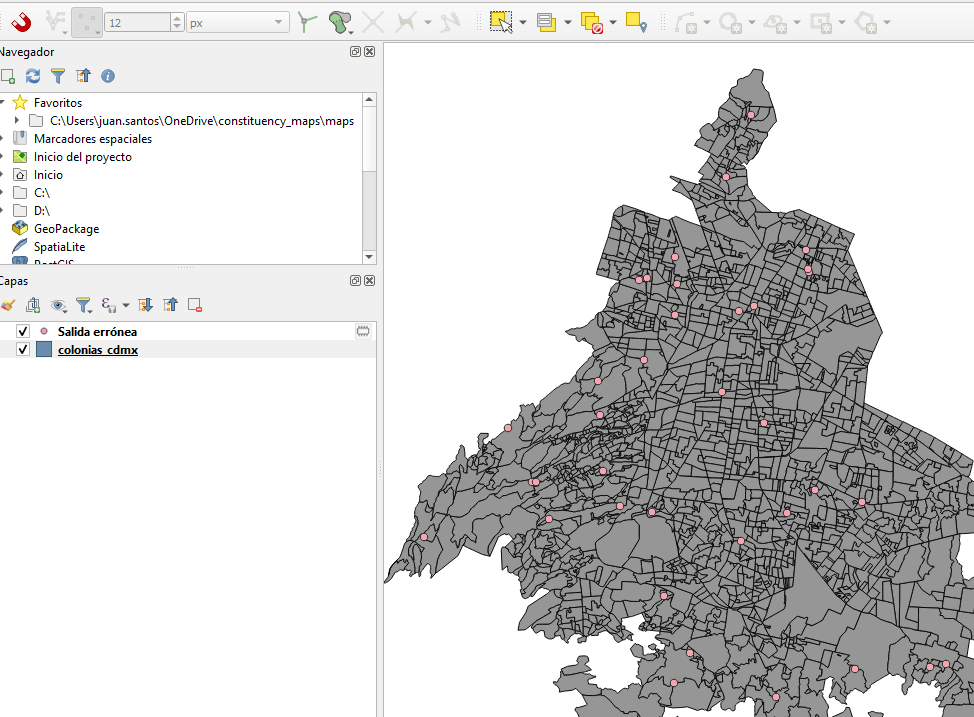 12
px
Navegador
Favoritos
C:\Users\juan.santos\OneDrive\constituency_maps\maps
Marcadores espaciales
Inicio del proyecto
Inicio
C:\
D:\
GeoPackage
SpatiaLite
PostGIS
Capas
Salida errónea
colonias_cdmx